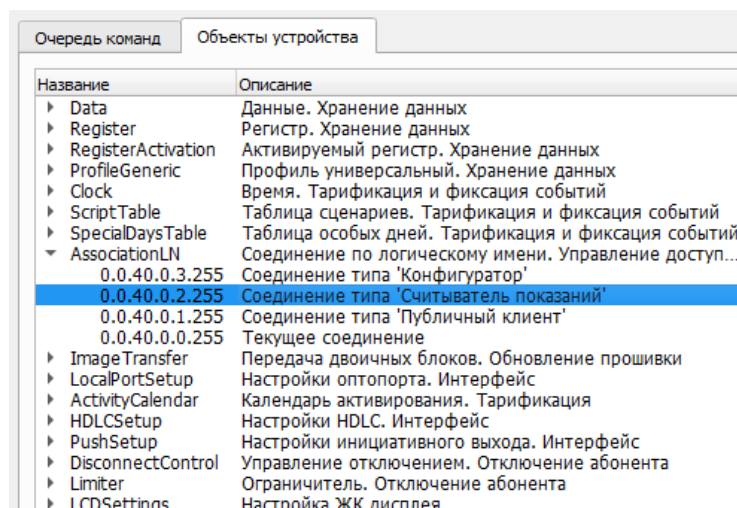 Очередь команд Объекты устройства
Название Описание
Data Данные. Хранение данных
Register Регистр. Хранение данных
RegisterActivation Активируемый регистр. Хранение данных
ProfileGeneric Профиль универсальный. Хранение данных
Clock Время. Тарификация и фиксация событий
ScriptTable Таблица сценариев. Тарификация и фиксация событий
SpecialDaysTable Таблица особых дней. Тарификация и фиксация событий
AssociationLN Соединение по логическому имени. Управление доступ...
0.0.40.0.3.255 Соединение типа 'Конфигуратор'
0.0.40.0.2.255 Соединение типа 'Считыватель показаний'
0.0.40.0.1.255 Соединение типа 'Публичный клиент'
0.0.40.0.0.255 Текущее соединение
ImageTransfer Передача двоичных блоков. Обновление прошивки
LocalPortSetup Настройки оптопорта. Интерфейс
ActivityCalendar Календарь активирования. Тарификация
HDLCSetup Настройки HDLC. Интерфейс
PushSetup Настройки инициативного выхода. Интерфейс
DisconnectControl Управление отключением. Отключение абонента
Limiter Ограничитель. Отключение абонента
LCDSettings Настройка ЖК дисплея